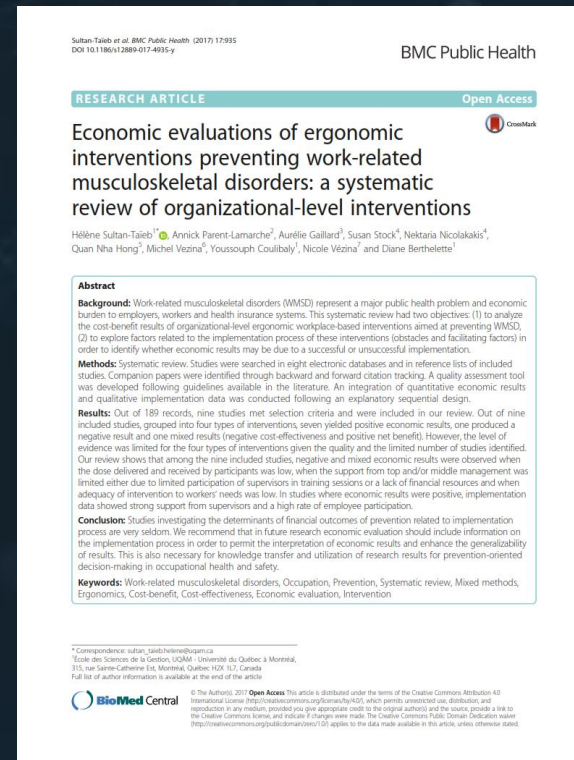 Sultan-Taïeb et al. BMC Public Health (2017) 17:935
DOI 10.1186/s12889-017-4935-y
BMC Public Health
RESEARCH ARTICLE
Open Access
CrossMark
Economic evaluations of ergonomic
interventions preventing work-related
musculoskeletal disorders: a systematic
review of organizational-level interventions
Hélène Sultan-Taïeb1*, Annick Parent-Lamarche2, Aurélie Gaillard3, Susan Stock4, Nektaria Nicolakakis4,
Quan Nha Hong5, Michel Vezina6, Youssouph Coulibaly1, Nicole Vézina7 and Diane Berthelette1
Abstract
Background: Work-related musculoskeletal disorders (WMSD) represent a major public health problem and economic
burden to employers, workers and health insurance systems. This systematic review had two objectives: (1) to analyze
the cost-benefit results of organizational-level ergonomic workplace-based interventions aimed at preventing WMSD,
(2) to explore factors related to the implementation process of these interventions (obstacles and facilitating factors) in
order to identify whether economic results may be due to a successful or unsuccessful implementation.
Methods: Systematic review. Studies were searched in eight electronic databases and in reference lists of included
studies. Companion papers were identified through backward and forward citation tracking. A quality assessment tool
was developed following guidelines available in the literature. An integration of quantitative economic results
and qualitative implementation data was conducted following an explanatory sequential design.
Results: Out of 189 records, nine studies met selection criteria and were included in our review. Out of nine
included studies, grouped into four types of interventions, seven yielded positive economic results, one produced a
negative result and one mixed results (negative cost-effectiveness and positive net benefit). However, the level of
evidence was limited for the four types of interventions given the quality and the limited number of studies identified.
Our review shows that among the nine included studies, negative and mixed economic results were observed when
the dose delivered and received by participants was low, when the support from top and/or middle management was
limited either due to limited participation of supervisors in training sessions or a lack of financial resources and when
adequacy of intervention to workers' needs was low. In studies where economic results were positive, implementation
data showed strong support from supervisors and a high rate of employee participation.
Conclusion: Studies investigating the determinants of financial outcomes of prevention related to implementation
process are very seldom. We recommend that in future research economic evaluation should include information on
the implementation process in order to permit the interpretation of economic results and enhance the generalizability
of results. This is also necessary for knowledge transfer and utilization of research results for prevention-oriented
decision-making in occupational health and safety.
Keywords: Work-related musculoskeletal disorders, Occupation, Prevention, Systematic review, Mixed methods,
Ergonomics, Cost-benefit, Cost-effectiveness, Economic evaluation, Intervention
* Correspondence: sultan_taieb.helene@uqam.ca
1École des Sciences de la Gestion, UQÀM - Université du Québec à Montréal,
315, rue Sainte-Catherine Est, Montréal, Québec H2X 1L7, Canada
Full list of author information is available at the end of the article
BioMed Central
© The Author(s). 2017 Open Access This article is distributed under the terms of the Creative Commons Attribution 4.0
International License (http://creativecommons.org/licenses/by/4.0/), which permits unrestricted use, distribution, and
reproduction in any medium, provided you give appropriate credit to the original author(s) and the source, provide a link to
the Creative Commons license, and indicate if changes were made. The Creative Commons Public Domain Dedication waiver
(http://creativecommons.org/publicdomain/zero/1.0/) applies to the data made available in this article, unless otherwise stated.